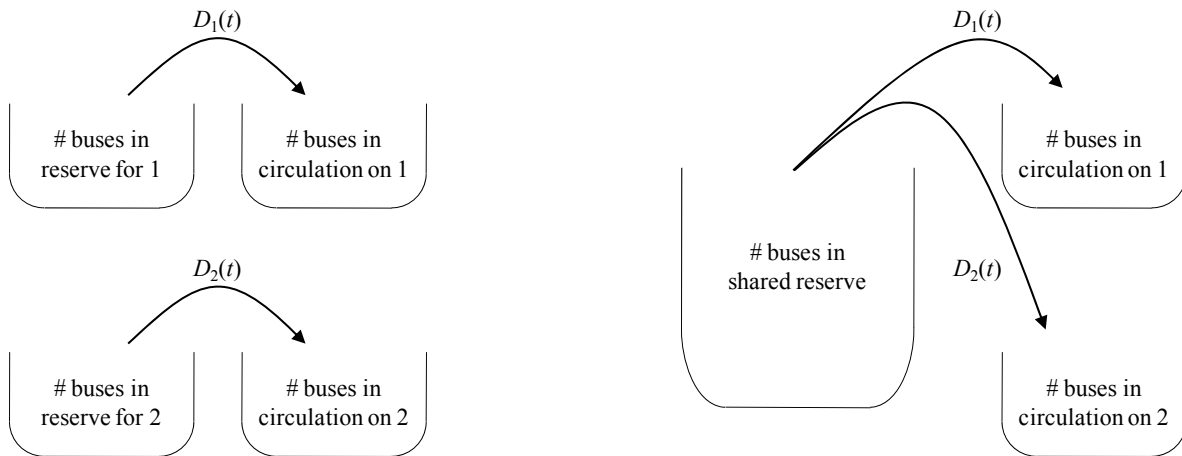 D₁(t)
# buses in
reserve for 1
# buses in
circulation on 1
D₂(t)
# buses in
reserve for 2
# buses in
circulation on 2
D₁(t)
# buses in
circulation on 1
# buses in
shared reserve
D₂(t)
# buses in
circulation on 2